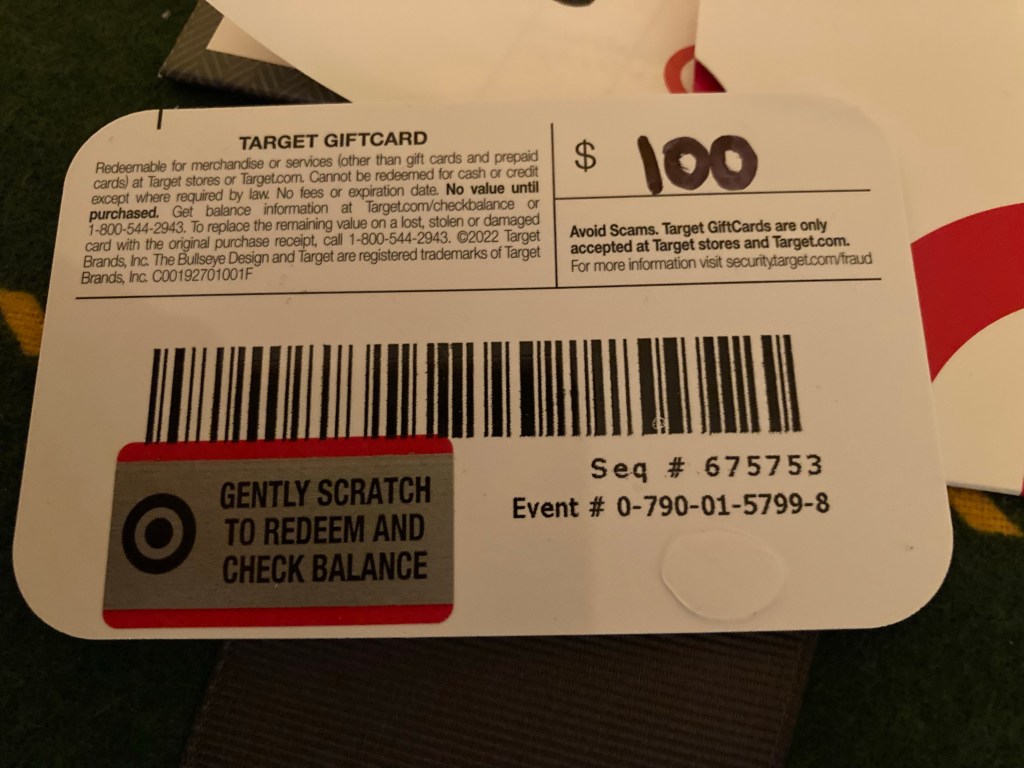 TARGET GIFTCARD
Redeemable for merchandise or services (other than gift cards and prepaid
cards) at Target stores or Target.com. Cannot be redeemed for cash or credit
except where required by law. No fees or expiration date. No value until
purchased. Get balance information at Target.com/checkbalance or
1-800-544-2943. To replace the remaining value on a lost, stolen or damaged
card with the original purchase receipt, call 1-800-544-2943. ©2022 Target
Brands, Inc. The Bullseye Design and Target are registered trademarks of Target
Brands, Inc. C00192701001F
$ 100
Avoid Scams. Target GiftCards are only
accepted at Target stores and Target.com.
For more information visit security.target.com/fraud
Seq # 675753
Event # 0-790-01-5799-8
GENTLY SCRATCH
TO REDEEM AND
CHECK BALANCE